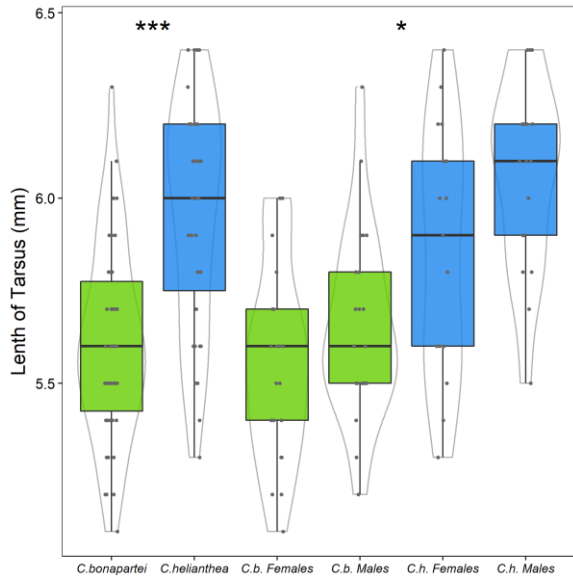 *** *
6.5
6.0
5.5
Lenth of Tarsus (mm)
C.bonapartei C.helianthea C.b. Females C.b. Males C.h. Females C.h. Males